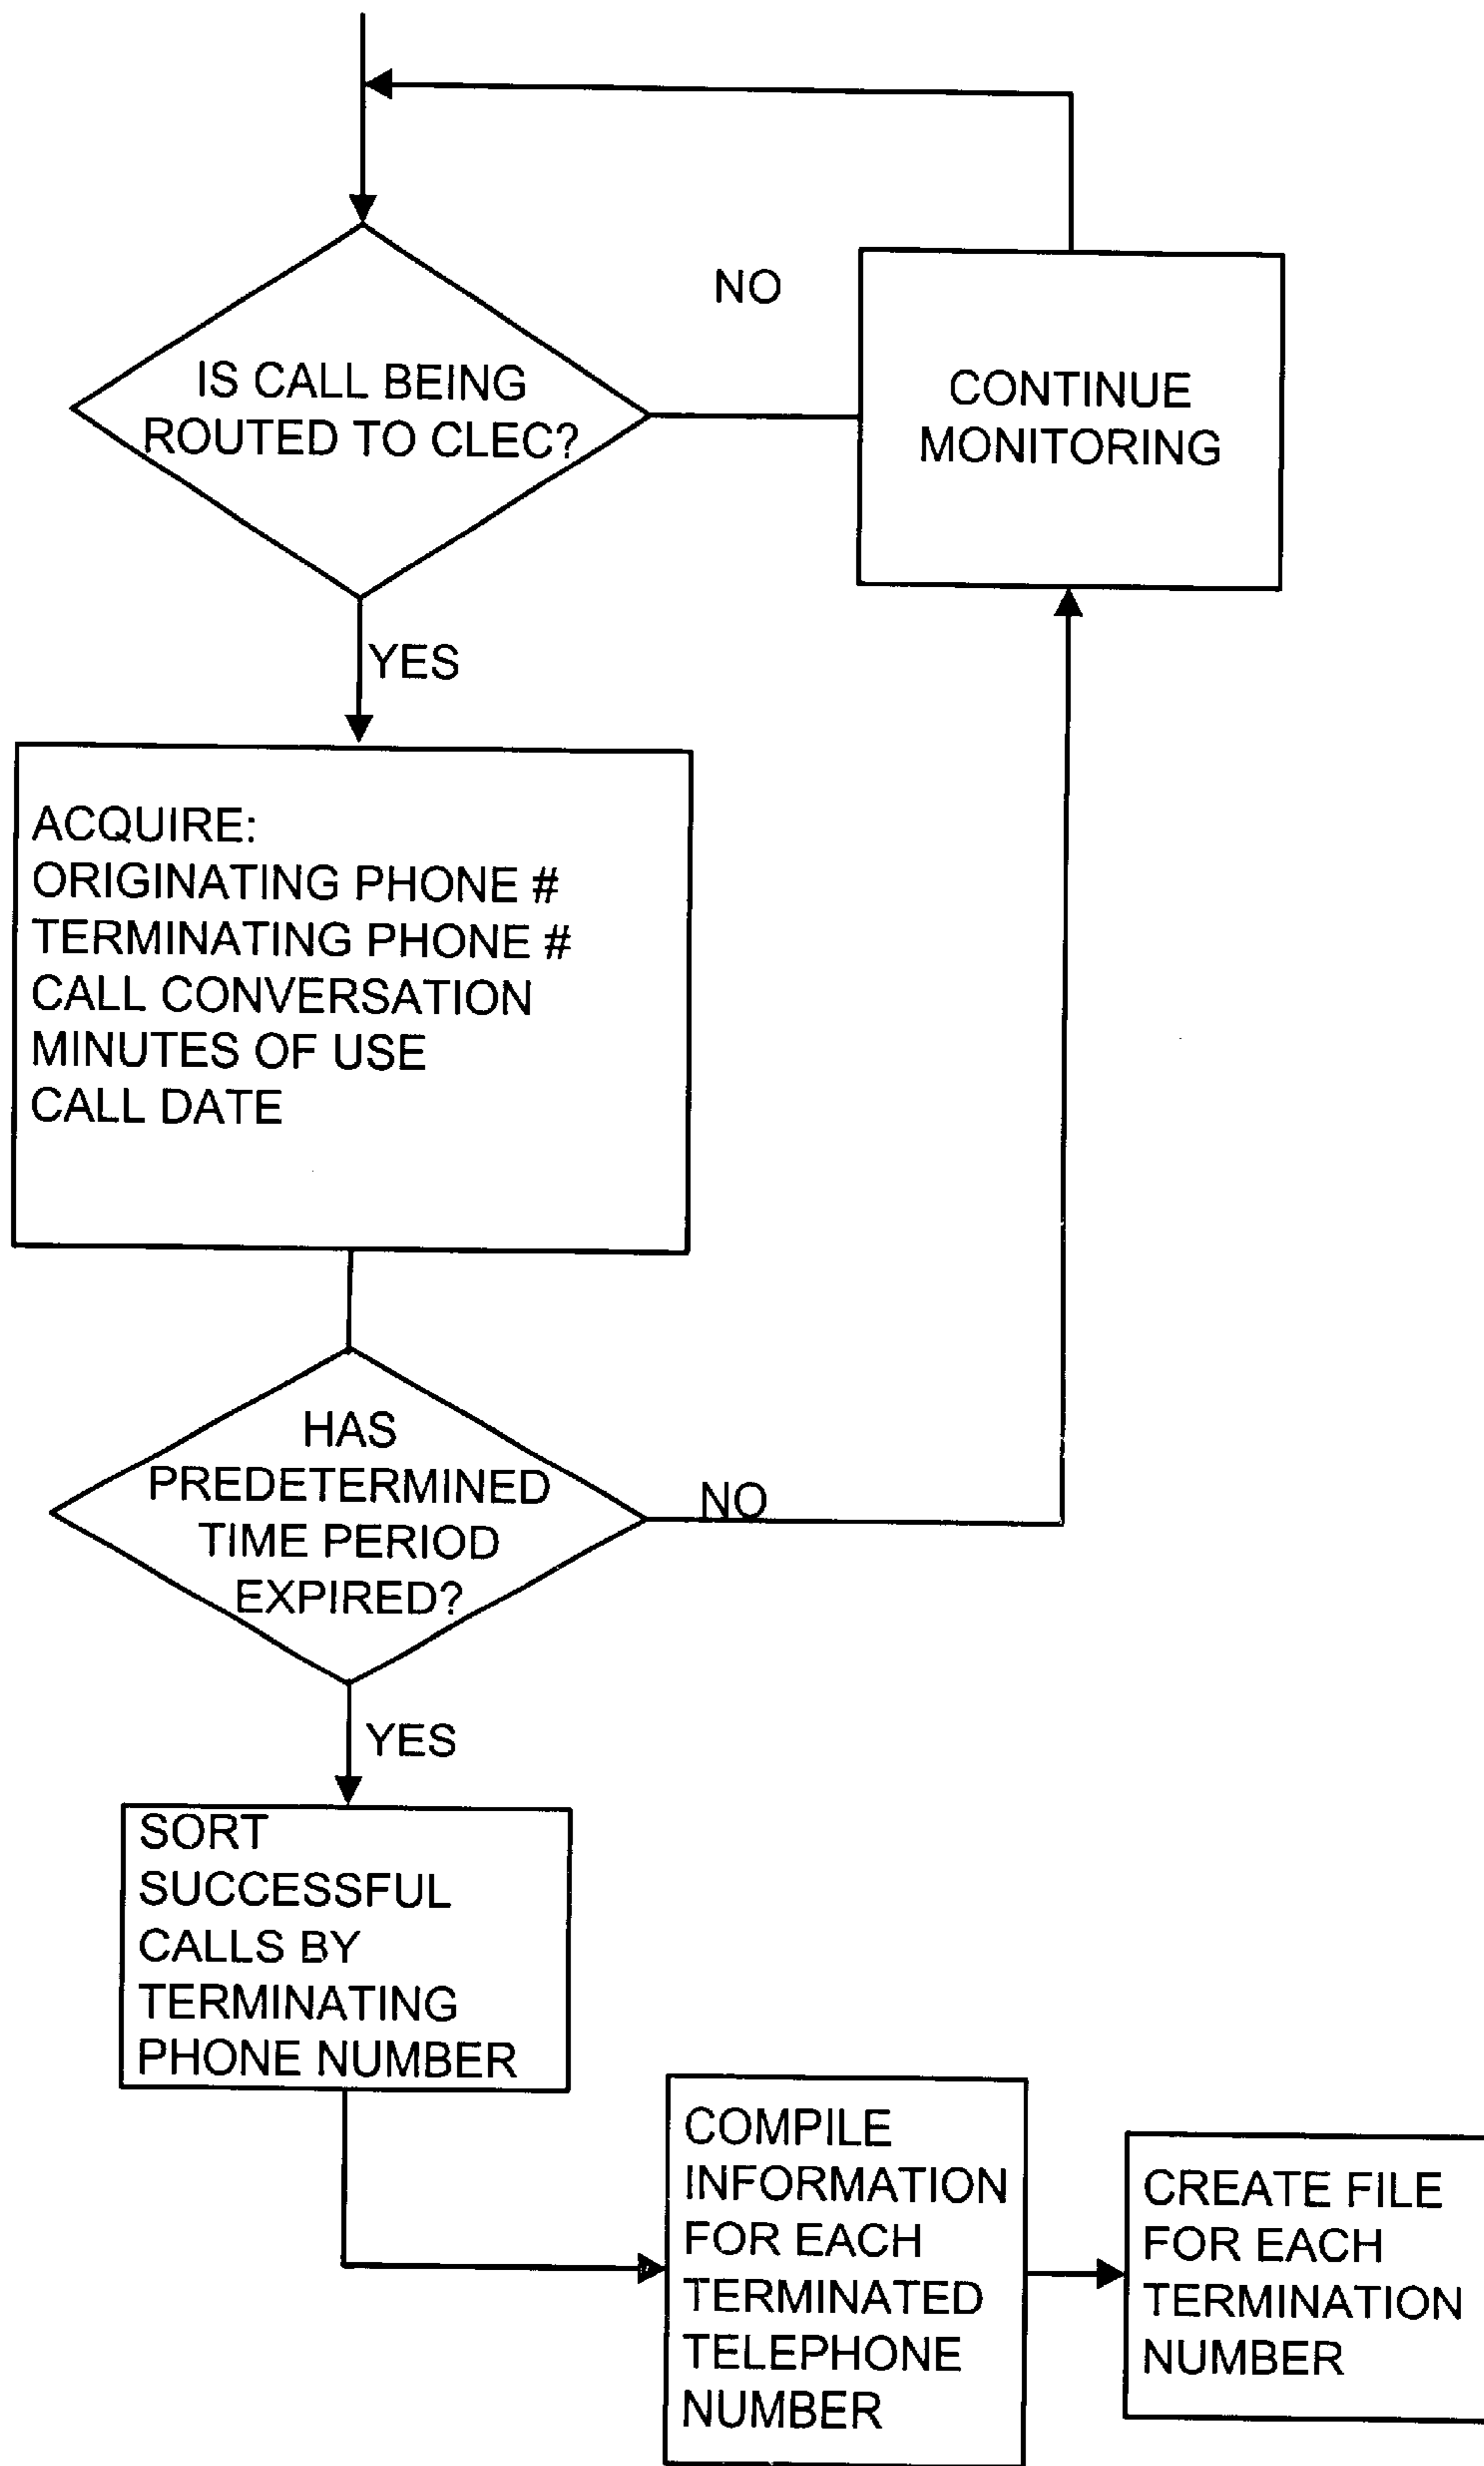 IS CALL BEING
ROUTED TO CLEC?
NO
CONTINUE
MONITORING
YES
ACQUIRE:
ORIGINATING PHONE #
TERMINATING PHONE #
CALL CONVERSATION
MINUTES OF USE
CALL DATE
HAS
PREDETERMINED
TIME PERIOD
EXPIRED?
NO
YES
SORT
SUCCESSFUL
CALLS BY
TERMINATING
PHONE NUMBER
COMPILE
INFORMATION
FOR EACH
TERMINATED
TELEPHONE
NUMBER
CREATE FILE
FOR EACH
TERMINATION
NUMBER